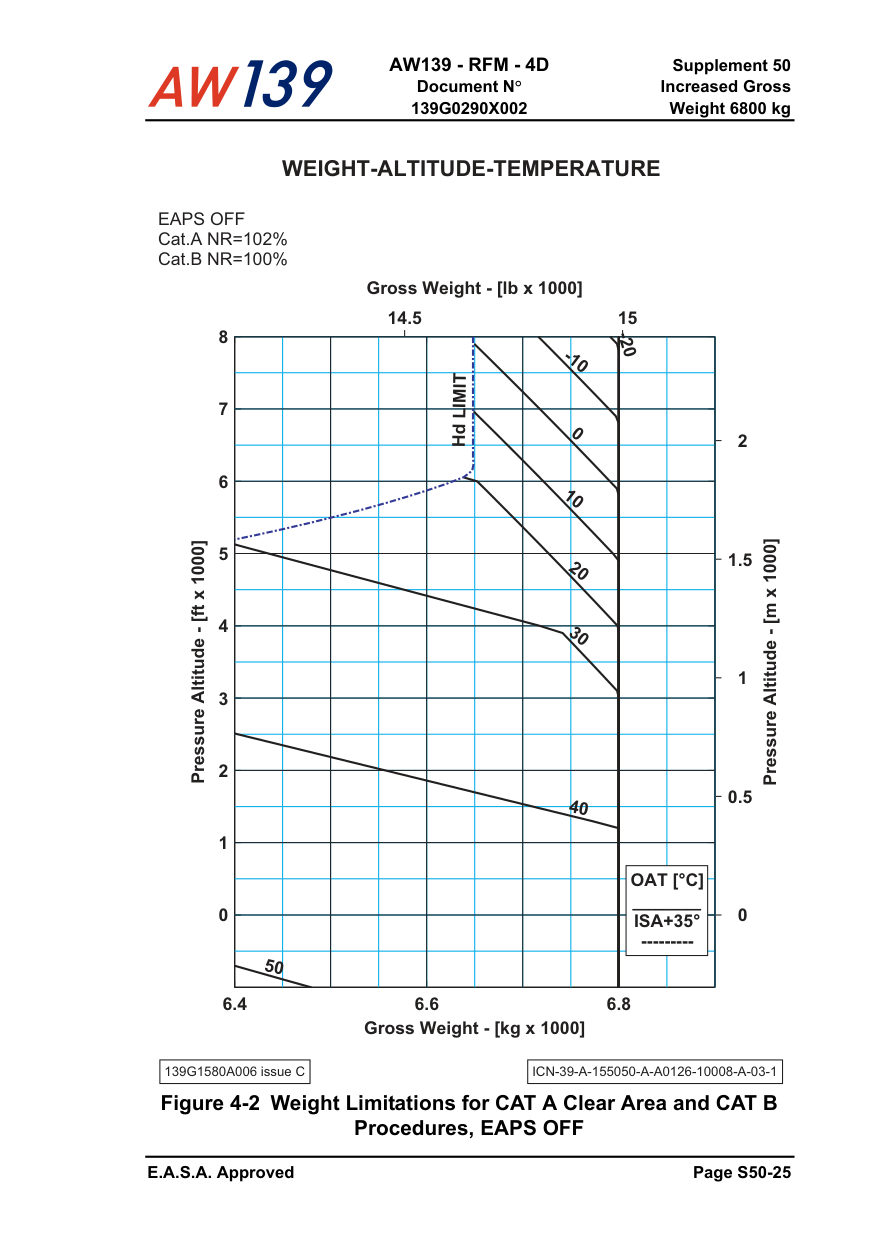 AW139
AW139 - RFM - 4D
Document N°
139G0290X002
Supplement 50
Increased Gross
Weight 6800 kg
WEIGHT-ALTITUDE-TEMPERATURE
EAPS OFF
Cat.A NR=102%
Cat.B NR=100%
Gross Weight - [lb x 1000]
14.5 15
8
7
6
5
4
3
2
1
0
Pressure Altitude - [ft x 1000]
Hd LIMIT
-20
-10
0
10
20
30
40
50
2
1.5
1
0.5
0
Pressure Altitude - [m x 1000]
OAT [°C]
ISA+35°
---------
6.4 6.6 6.8
Gross Weight - [kg x 1000]
139G1580A006 issue C
ICN-39-A-155050-A-A0126-10008-A-03-1
Figure 4-2 Weight Limitations for CAT A Clear Area and CAT B
Procedures, EAPS OFF
E.A.S.A. Approved
Page S50-25